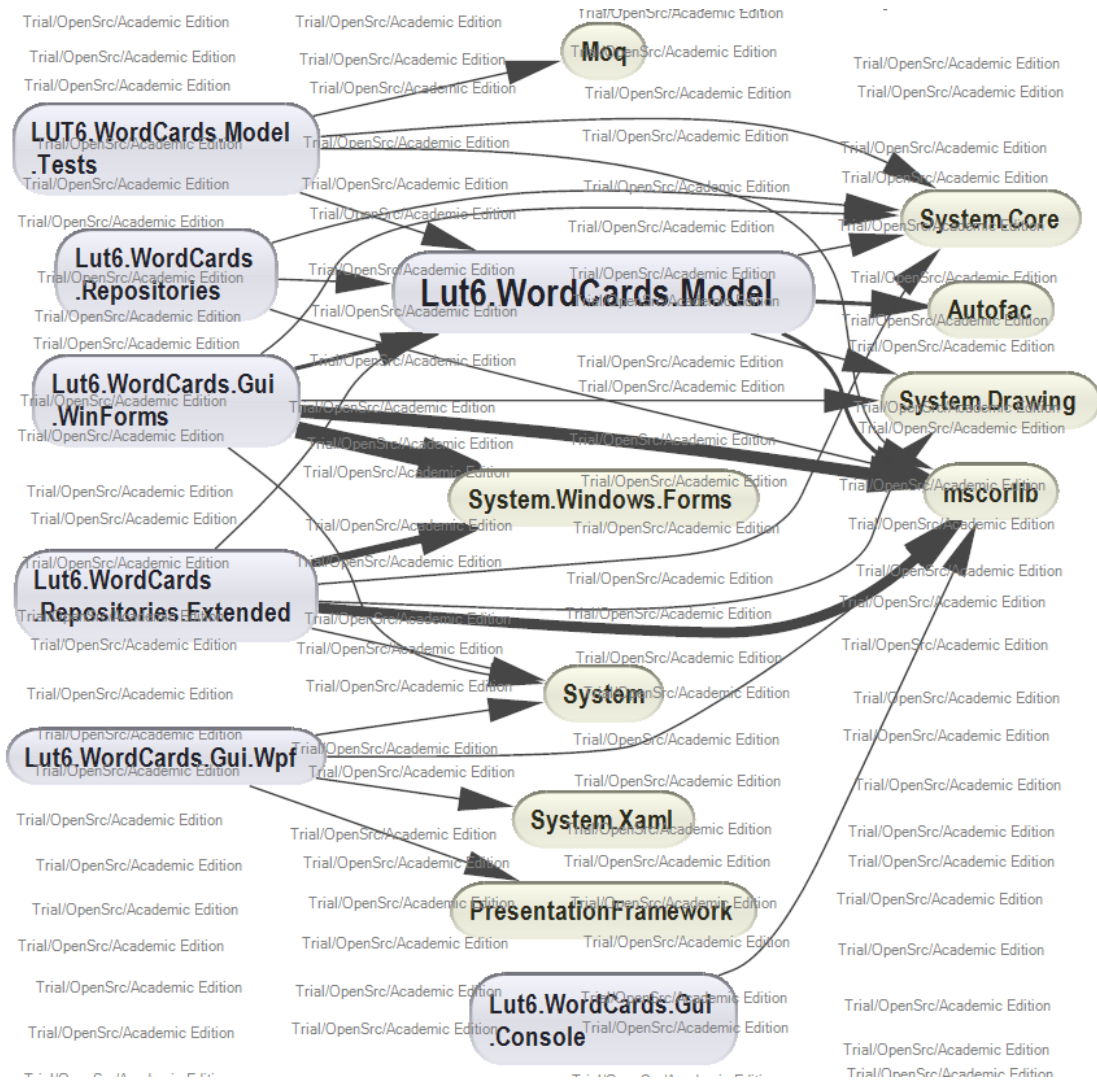 Trial/OpenSrc/Academic Edition
Moq
LUT6.WordCards.Model
.Tests
System.Core
Lut6.WordCards
.Repositories
Lut6.WordCards.Model
Autofac
Lut6.WordCards.Gui
.WinForms
System.Drawing
System.Windows.Forms
mscorlib
Lut6.WordCards
.Repositories.Extended
System
Lut6.WordCards.Gui.Wpf
System.Xaml
PresentationFramework
Lut6.WordCards.Gui
.Console